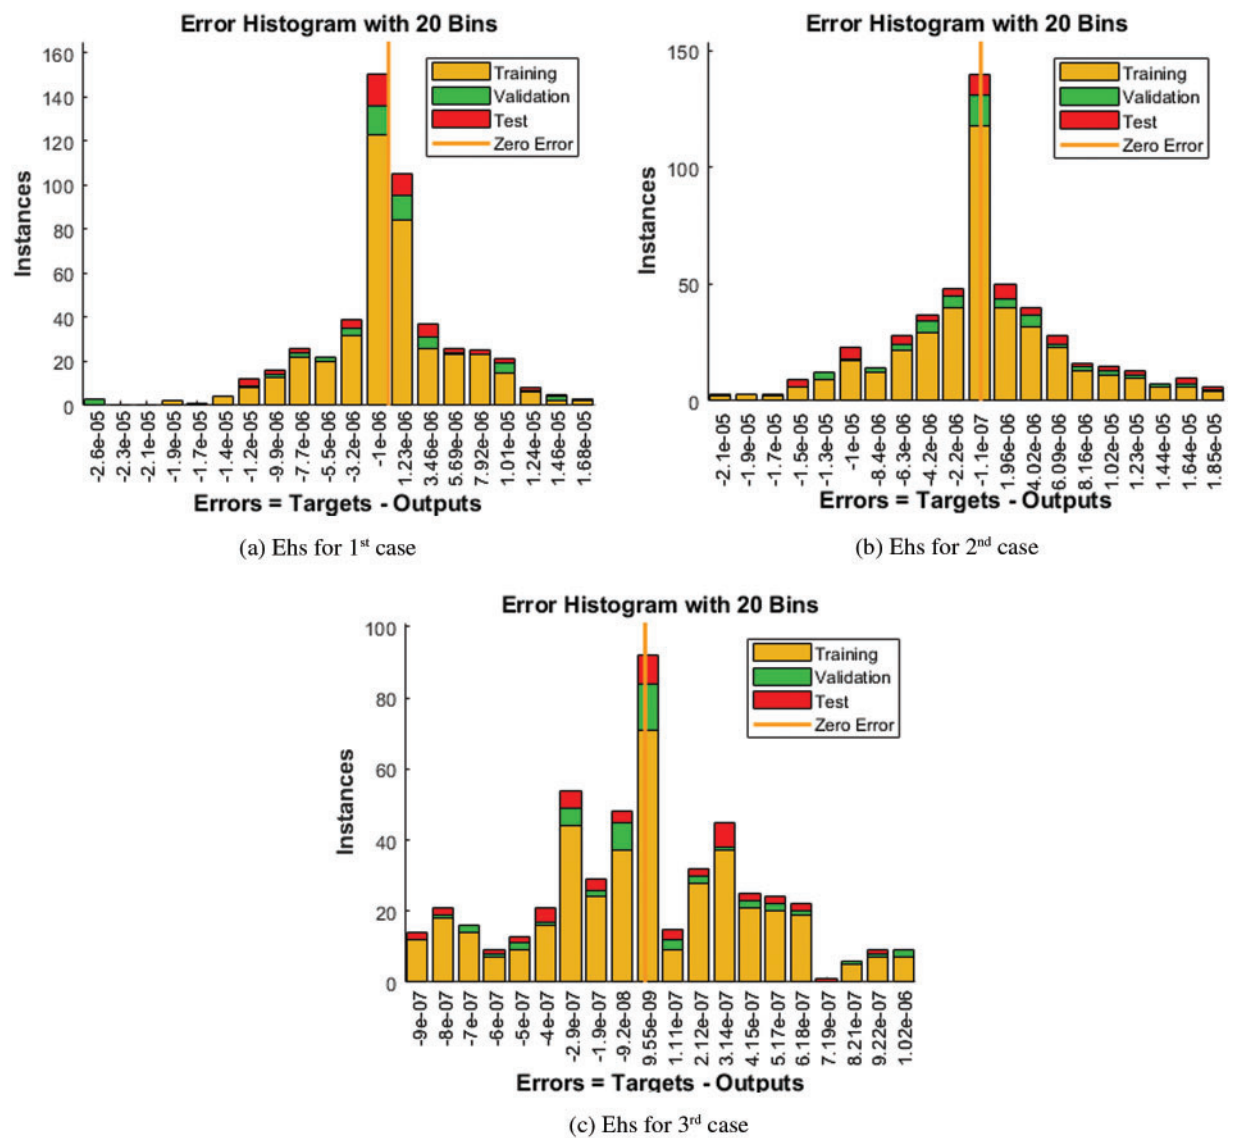 Error Histogram with 20 Bins
160
140
120
100
80
60
40
20
0
Instances
Training
Validation
Test
Zero Error
-2.6e-05
-2.3e-05
-2.1e-05
-1.9e-05
-1.7e-05
-1.4e-05
-1.2e-05
-9.9e-06
-7.7e-06
-5.5e-06
-3.2e-06
-1e-06
1.23e-06
3.46e-06
5.69e-06
7.92e-06
1.01e-05
1.24e-05
1.46e-05
1.68e-05
Errors = Targets - Outputs
(a) Ehs for 1st case
Error Histogram with 20 Bins
150
100
50
0
Instances
Training
Validation
Test
Zero Error
-2.1e-05
-1.9e-05
-1.7e-05
-1.5e-05
-1.3e-05
-1e-05
-8.4e-06
-6.3e-06
-4.2e-06
-2.2e-06
-1.1e-07
1.96e-06
4.02e-06
6.09e-06
8.16e-06
1.02e-05
1.23e-05
1.44e-05
1.64e-05
1.85e-05
Errors = Targets - Outputs
(b) Ehs for 2nd case
Error Histogram with 20 Bins
100
80
60
40
20
0
Instances
Training
Validation
Test
Zero Error
-9e-07
-8e-07
-7e-07
-6e-07
-5e-07
-4e-07
-2.9e-07
-1.9e-07
-9.2e-08
9.55e-09
1.11e-07
2.12e-07
3.14e-07
4.15e-07
5.17e-07
6.18e-07
7.19e-07
8.21e-07
9.22e-07
1.02e-06
Errors = Targets - Outputs
(c) Ehs for 3rd case